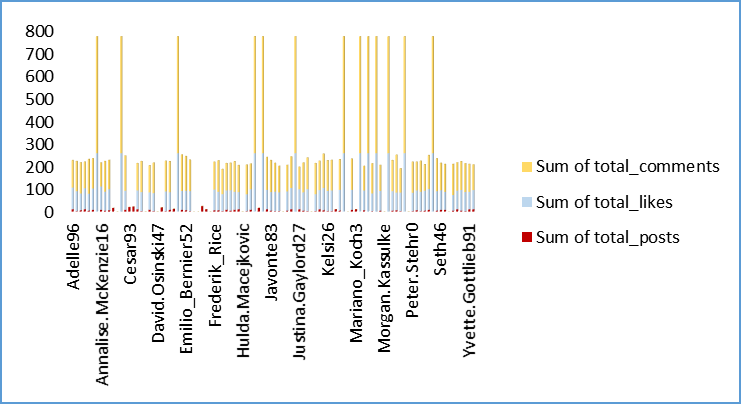 800
700
600
500
400
300
200
100
0
Adelle96
Annalise.McKenzie16
Cesar93
David.Osinski47
Emilio_Bernier52
Frederik_Rice
Hulda.Macejkovic
Javonte83
Justina.Gaylord27
Kelsi26
Mariano_Koch3
Morgan.Kassulke
Peter.Stehr0
Seth46
Yvette.Gottlieb91
Sum of total_comments
Sum of total_likes
Sum of total_posts